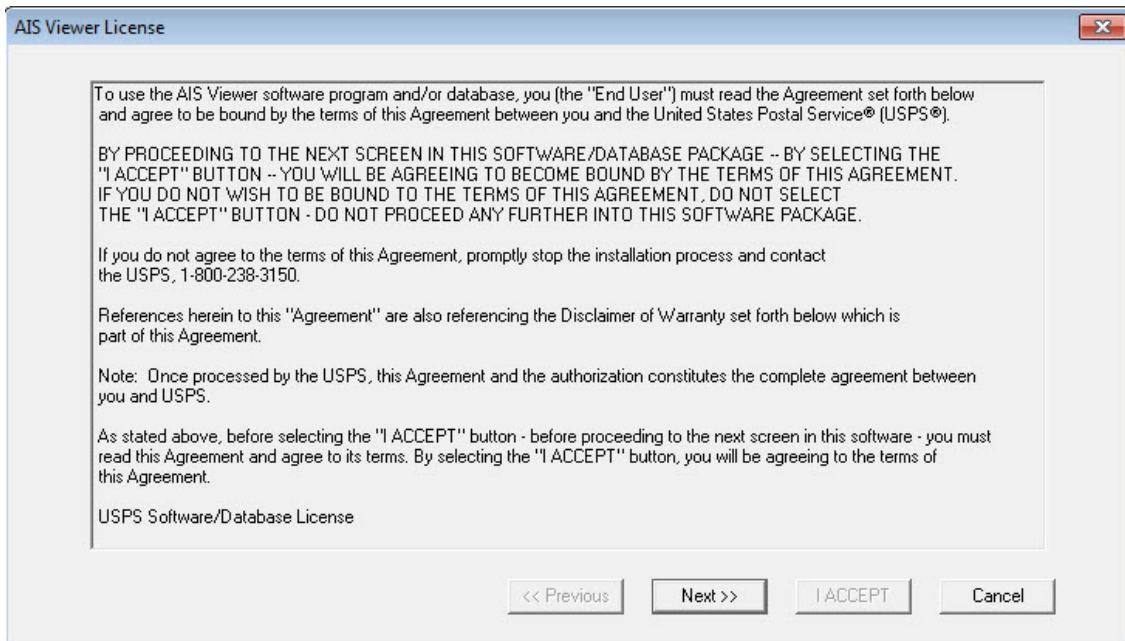 AIS Viewer License
To use the AIS Viewer software program and/or database, you (the "End User") must read the Agreement set forth below
and agree to be bound by the terms of this Agreement between you and the United States Postal Service® (USPS®).
BY PROCEEDING TO THE NEXT SCREEN IN THIS SOFTWARE/DATABASE PACKAGE -- BY SELECTING THE
"I ACCEPT" BUTTON -- YOU WILL BE AGREEING TO BECOME BOUND BY THE TERMS OF THIS AGREEMENT.
IF YOU DO NOT WISH TO BE BOUND TO THE TERMS OF THIS AGREEMENT, DO NOT SELECT
THE "I ACCEPT" BUTTON - DO NOT PROCEED ANY FURTHER INTO THIS SOFTWARE PACKAGE.
If you do not agree to the terms of this Agreement, promptly stop the installation process and contact
the USPS, 1-800-238-3150.
References herein to this "Agreement" are also referencing the Disclaimer of Warranty set forth below which is
part of this Agreement.
Note: Once processed by the USPS, this Agreement and the authorization constitutes the complete agreement between
you and USPS.
As stated above, before selecting the "I ACCEPT" button - before proceeding to the next screen in this software - you must
read this Agreement and agree to its terms. By selecting the "I ACCEPT" button, you will be agreeing to the terms of
this Agreement.
USPS Software/Database License
<< Previous
Next >>
I ACCEPT
Cancel